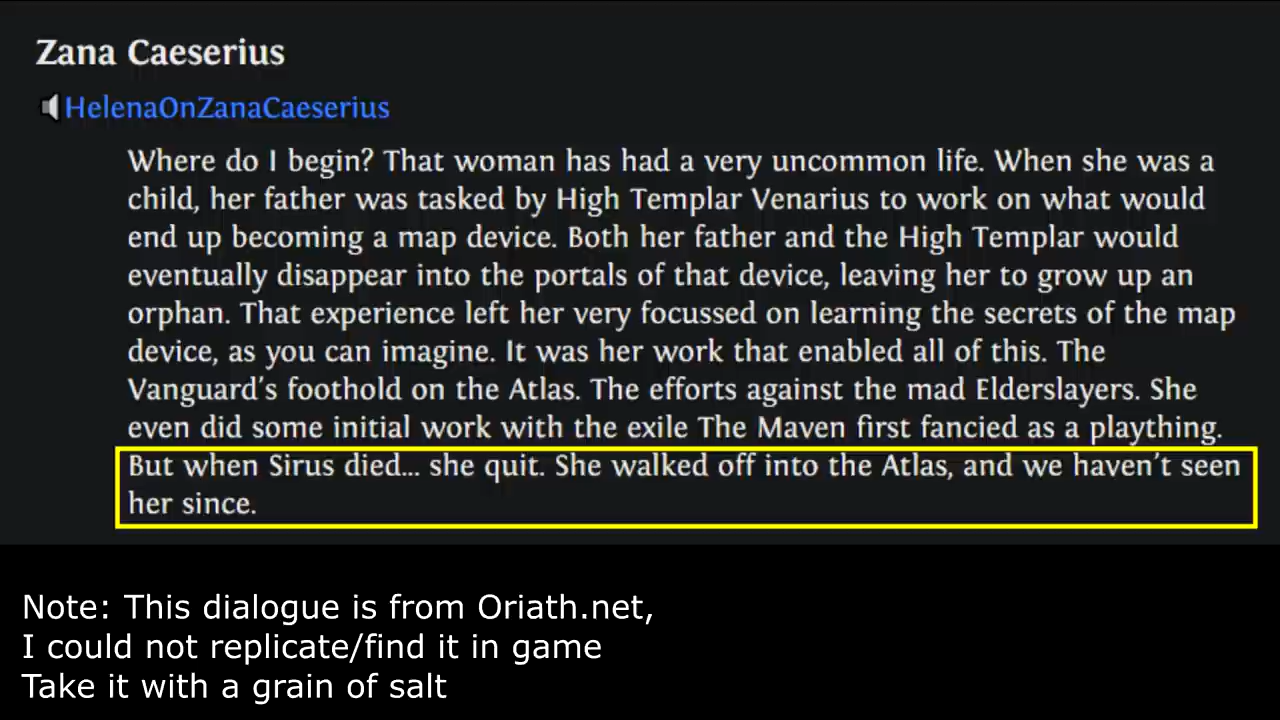 Zana Caeserius
HelenaOnZanaCaeserius
Where do I begin? That woman has had a very uncommon life. When she was a
child, her father was tasked by High Templar Venarius to work on what would
end up becoming a map device. Both her father and the High Templar would
eventually disappear into the portals of that device, leaving her to grow up an
orphan. That experience left her very focussed on learning the secrets of the map
device, as you can imagine. It was her work that enabled all of this. The
Vanguard's foothold on the Atlas. The efforts against the mad Elderslayers. She
even did some initial work with the exile The Maven first fancied as a plaything.
But when Sirus died... she quit. She walked off into the Atlas, and we haven't seen
her since.
Note: This dialogue is from Oriath.net,
I could not replicate/find it in game
Take it with a grain of salt